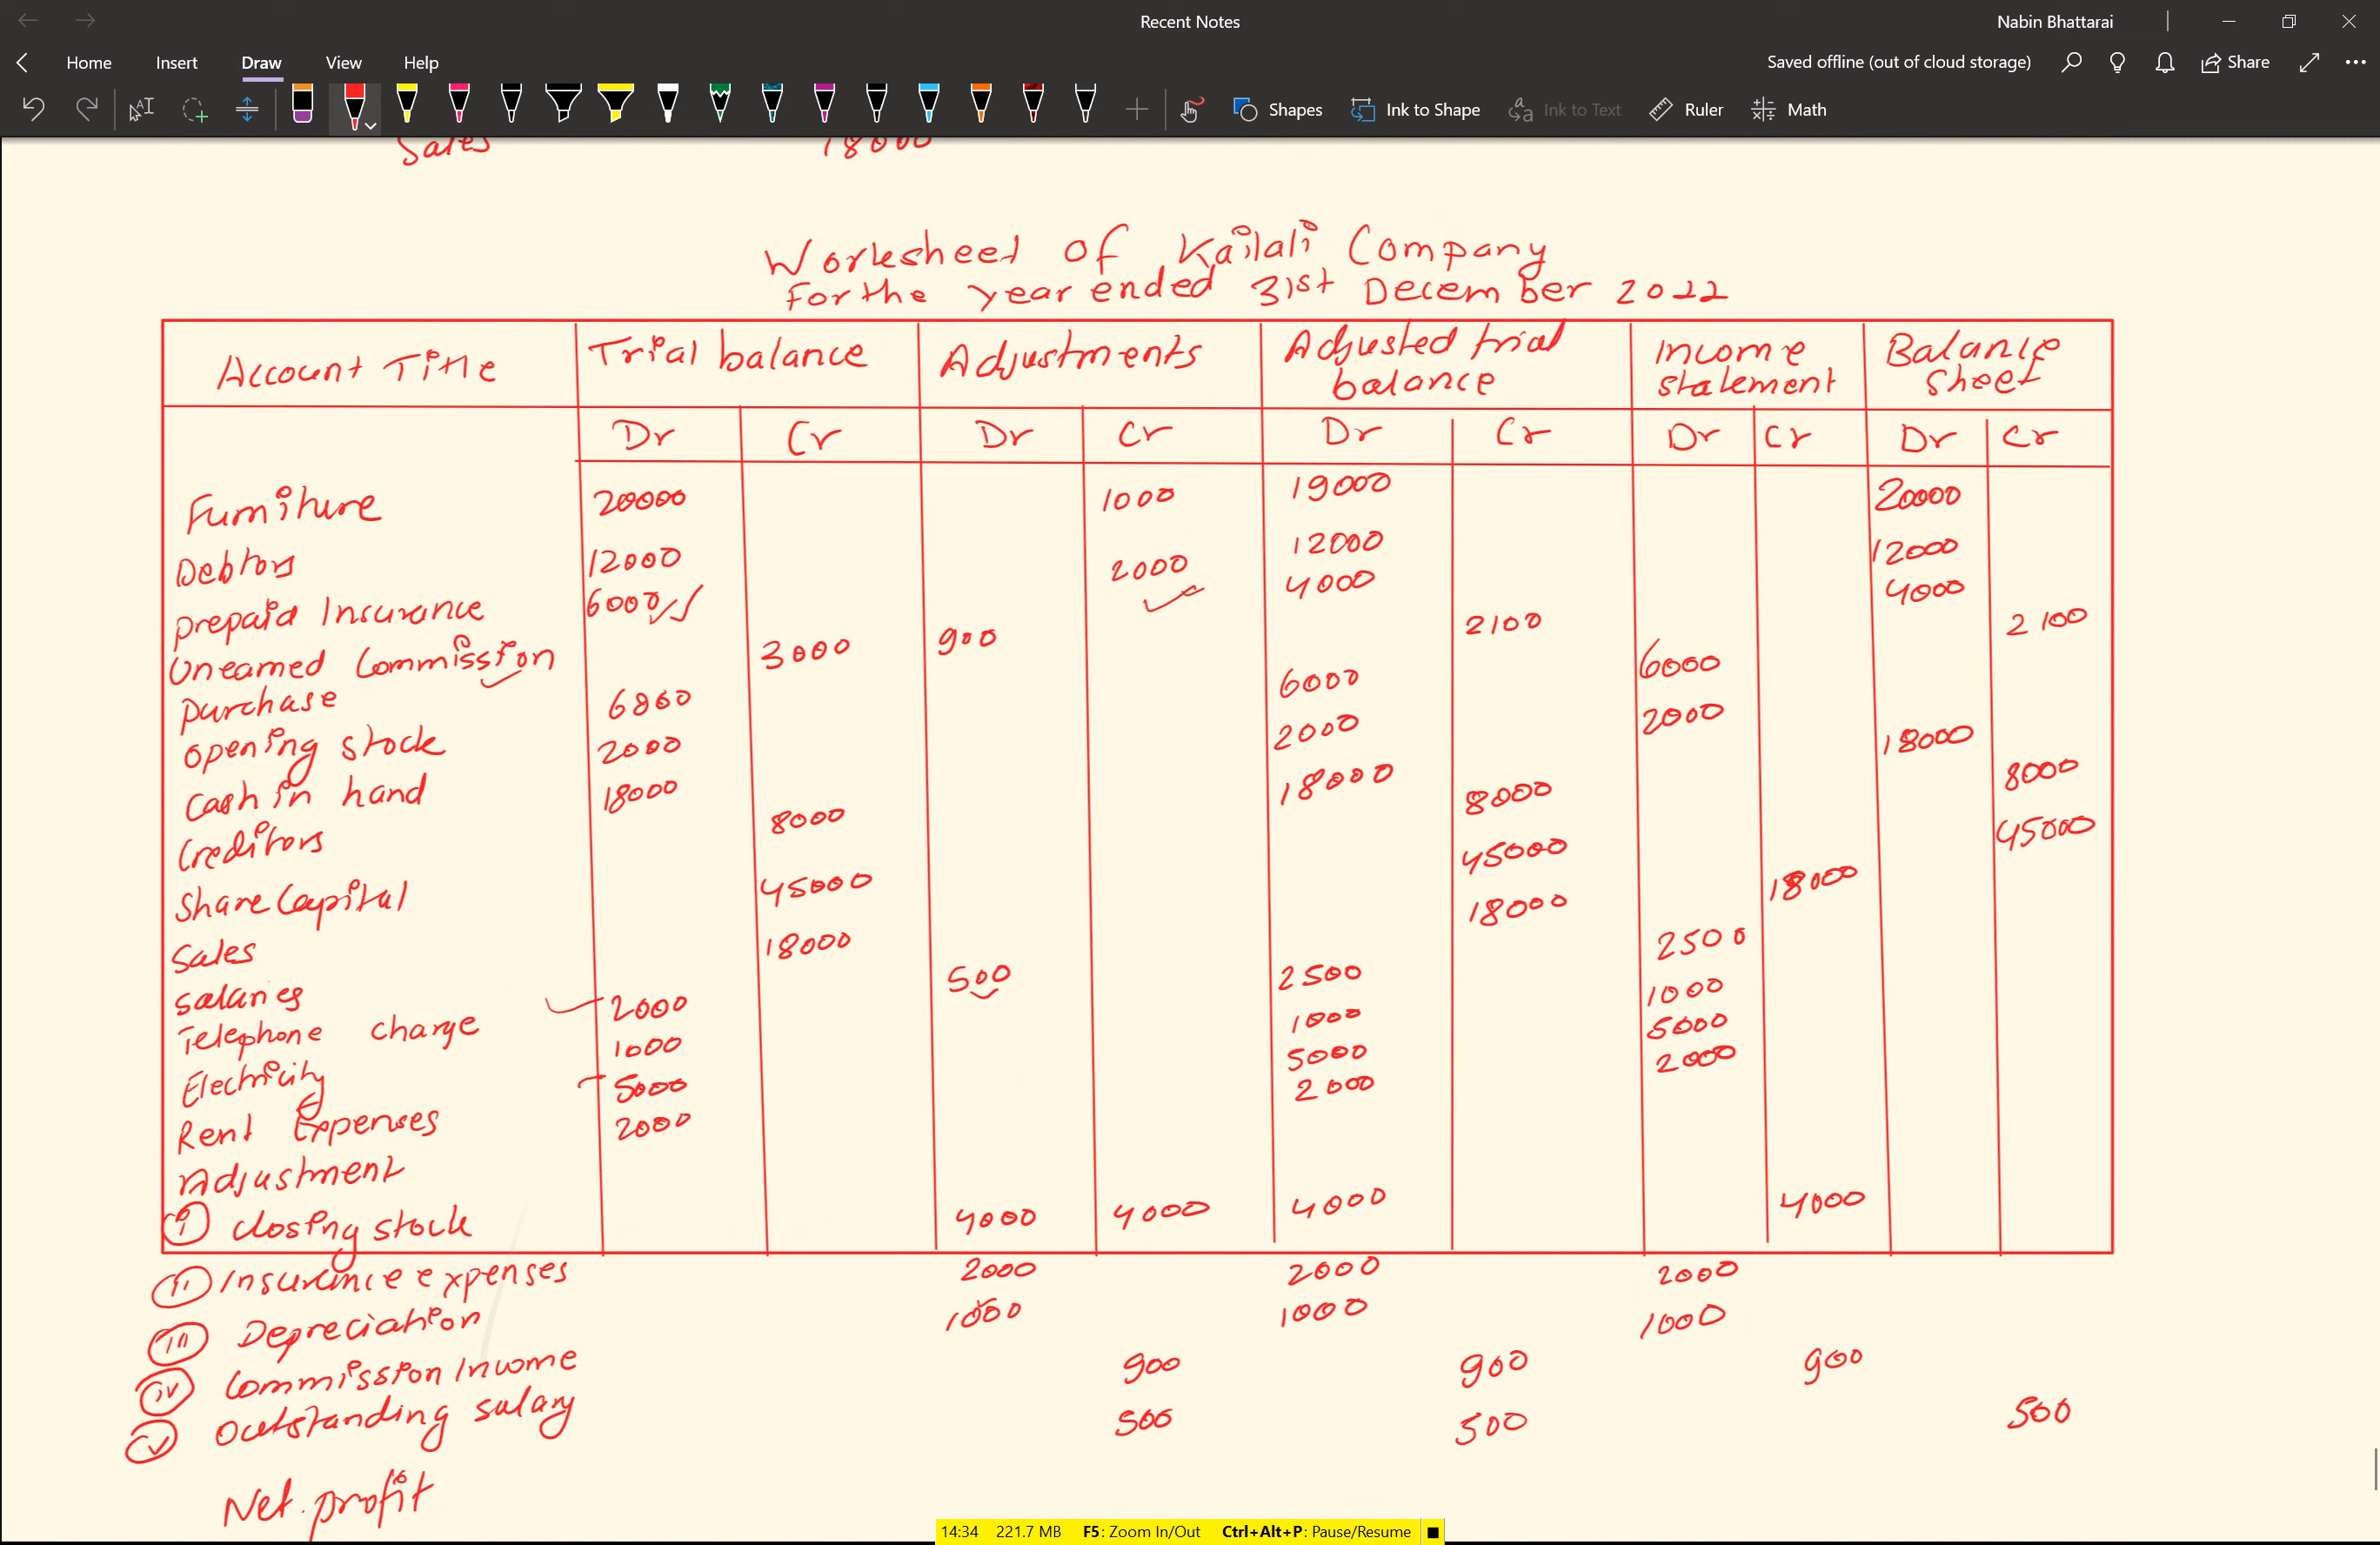 Recent Notes Nabin Bhattarai
Home Insert Draw View Help Saved offline (out of cloud storage) Share
Shapes Ink to Shape Ink to Text Ruler Math
Sales 18000
Worksheet of Kailali Company
For the year ended 31st December 2022
Account Title Trial balance Adjustments Adjusted trial balance Income statement Balance sheet
Dr Cr Dr Cr Dr Cr Dr Cr Dr Cr
Furniture 20000 1000 19000 20000
Debtors 12000 12000 12000
prepaid Insurance 6000 2000 4000 4000
Unearned Commission 3000 900 2100 2100
purchase 6000 6000 6000
opening stock 2000 2000 2000
Cash in hand 18000 18000 18000
Creditors 8000 8000 8000
Share Capital 45000 45000 45000
Sales 18000 18000 18000
Salaries 2000 500 2500 2500
Telephone charge 1000 1000 1000
Electricity 5000 5000 5000
Rent Expenses 2000 2000 2000
Adjustment
i closing stock 4000 4000 4000 4000
ii Insurance expenses 2000 2000 2000
iii Depreciation 1000 1000 1000
iv Commission Income 900 900 900
v Outstanding salary 500 500 500
Net. profit
14:34 221.7 MB F5: Zoom In/Out Ctrl+Alt+P: Pause/Resume